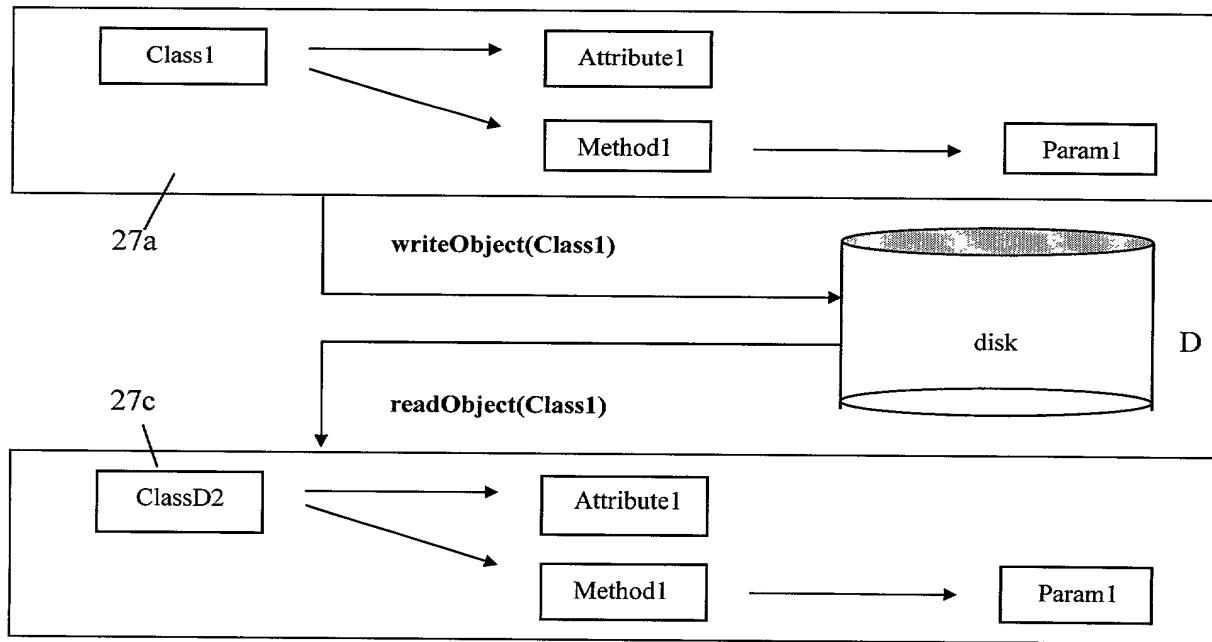 Class1
Attribute1
Method1
Param1
27a
writeObject(Class1)
disk
D
27c
readObject(Class1)
ClassD2
Attribute1
Method1
Param1